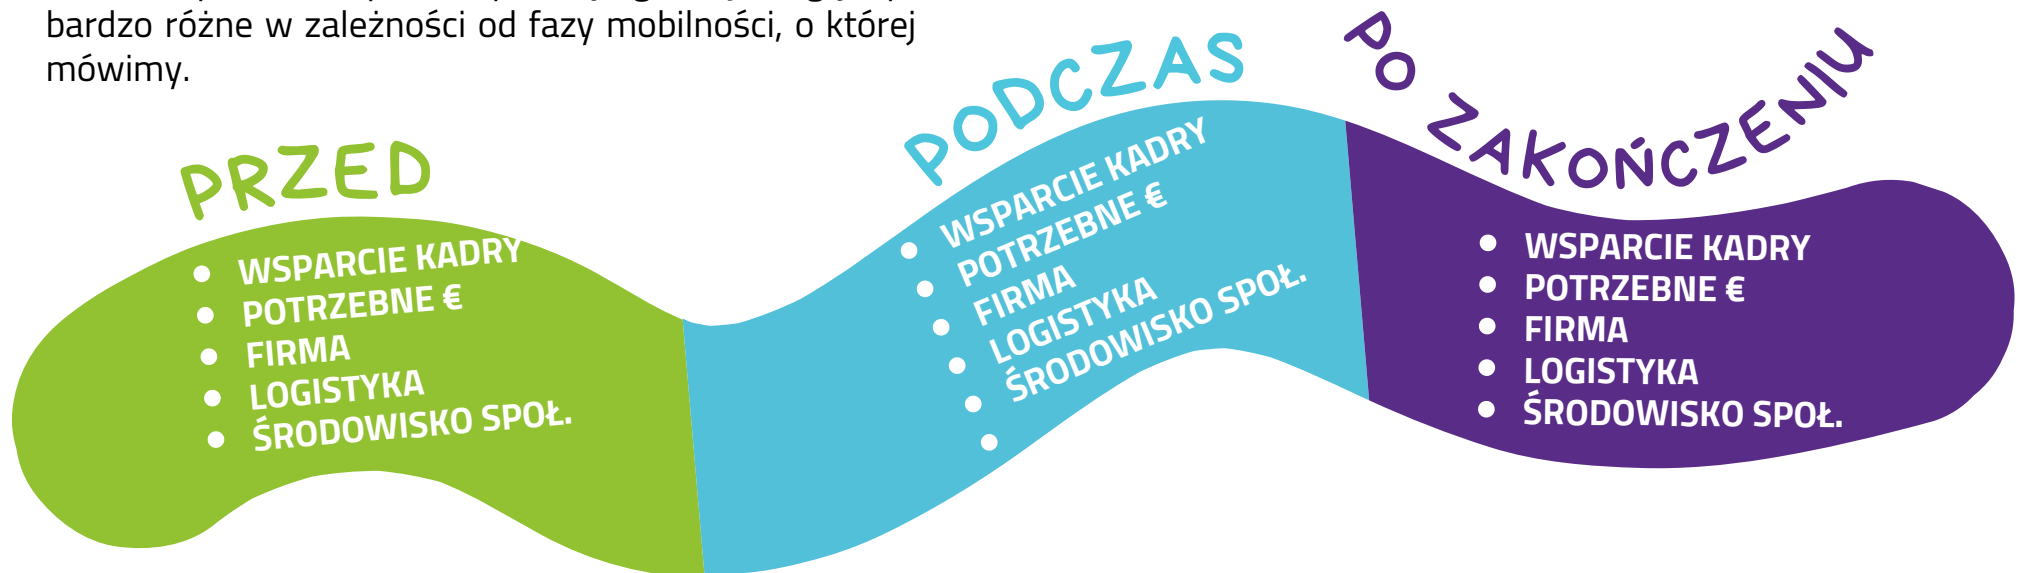 bardzo różne w zależności od fazy mobilności, o której
mówimy.
PRZED
WSPARCIE KADRY
POTRZEBNE €
FIRMA
LOGISTYKA
ŚRODOWISKO SPOŁ.
PODCZAS
WSPARCIE KADRY
POTRZEBNE €
FIRMA
LOGISTYKA
ŚRODOWISKO SPOŁ.
PO ZAKOŃCZENIU
WSPARCIE KADRY
POTRZEBNE €
FIRMA
LOGISTYKA
ŚRODOWISKO SPOŁ.